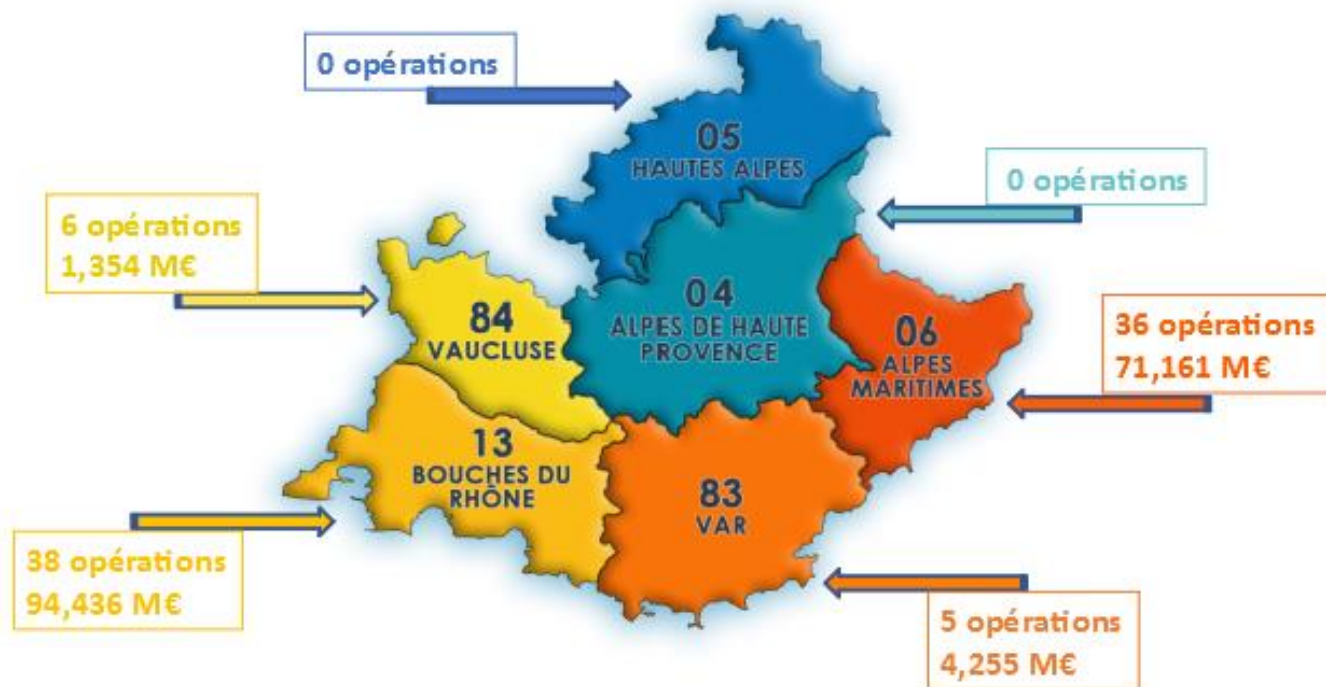 0 opérations
05
HAUTES ALPES
0 opérations
6 opérations
1,354 M€
84
VAUCLUSE
04
ALPES DE HAUTE
PROVENCE
06
ALPES
MARITIMES
36 opérations
71,161 M€
13
BOUCHES DU
RHÔNE
83
VAR
38 opérations
94,436 M€
5 opérations
4,255 M€